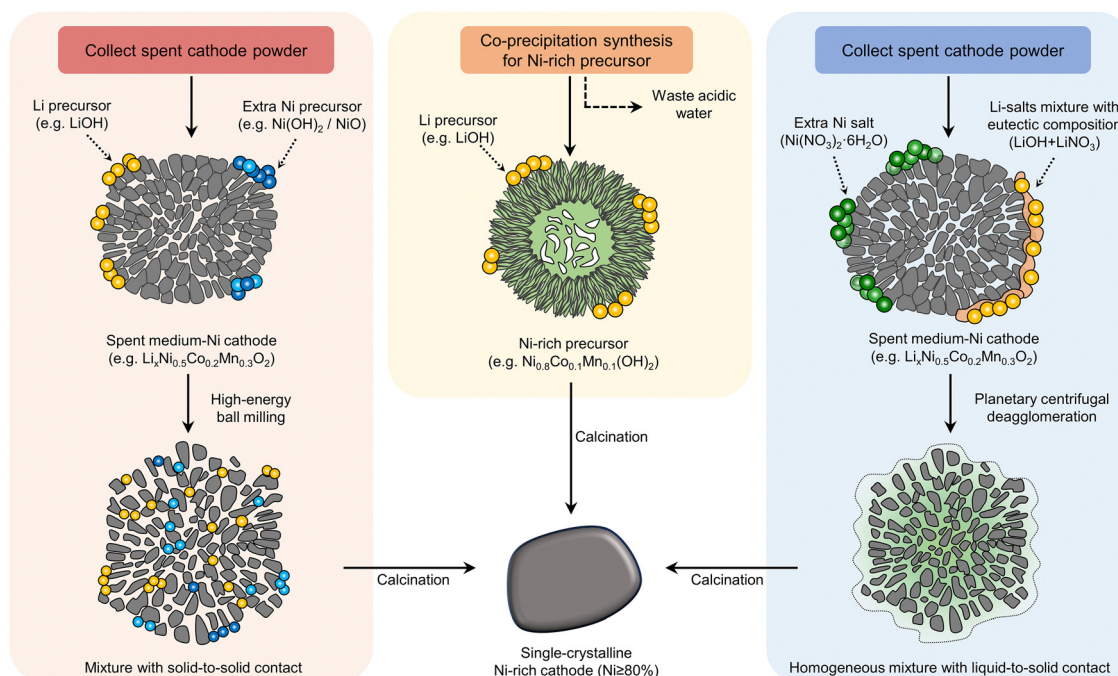 Collect spent cathode powder
Li precursor
(e.g. LiOH)
Extra Ni precursor
(e.g. Ni(OH)₂ / NiO)
Spent medium-Ni cathode
(e.g. LiₓNi₀.₅Co₀.₂Mn₀.₃O₂)
High-energy
ball milling
Mixture with solid-to-solid contact
Calcination
Co-precipitation synthesis
for Ni-rich precursor
Waste acidic
water
Li precursor
(e.g. LiOH)
Ni-rich precursor
(e.g. Ni₀.₈Co₀.₁Mn₀.₁(OH)₂)
Calcination
Single-crystalline
Ni-rich cathode (Ni≥80%)
Collect spent cathode powder
Extra Ni salt
(Ni(NO₃)₂·6H₂O)
Li-salts mixture with
eutectic composition
(LiOH+LiNO₃)
Spent medium-Ni cathode
(e.g. LiₓNi₀.₅Co₀.₂Mn₀.₃O₂)
Planetary centrifugal
deagglomeration
Calcination
Homogeneous mixture with liquid-to-solid contact